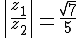 |z₁/z₂| = √7/5